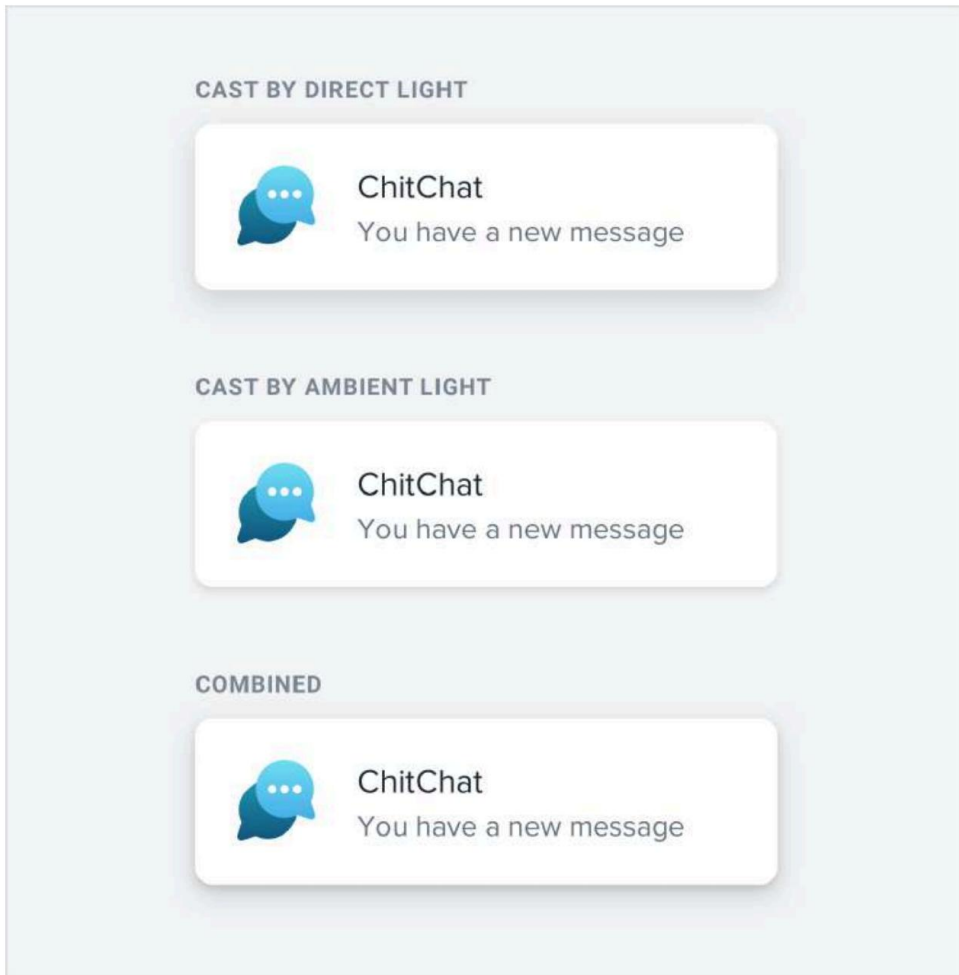 CAST BY DIRECT LIGHT
ChitChat
You have a new message
CAST BY AMBIENT LIGHT
ChitChat
You have a new message
COMBINED
ChitChat
You have a new message